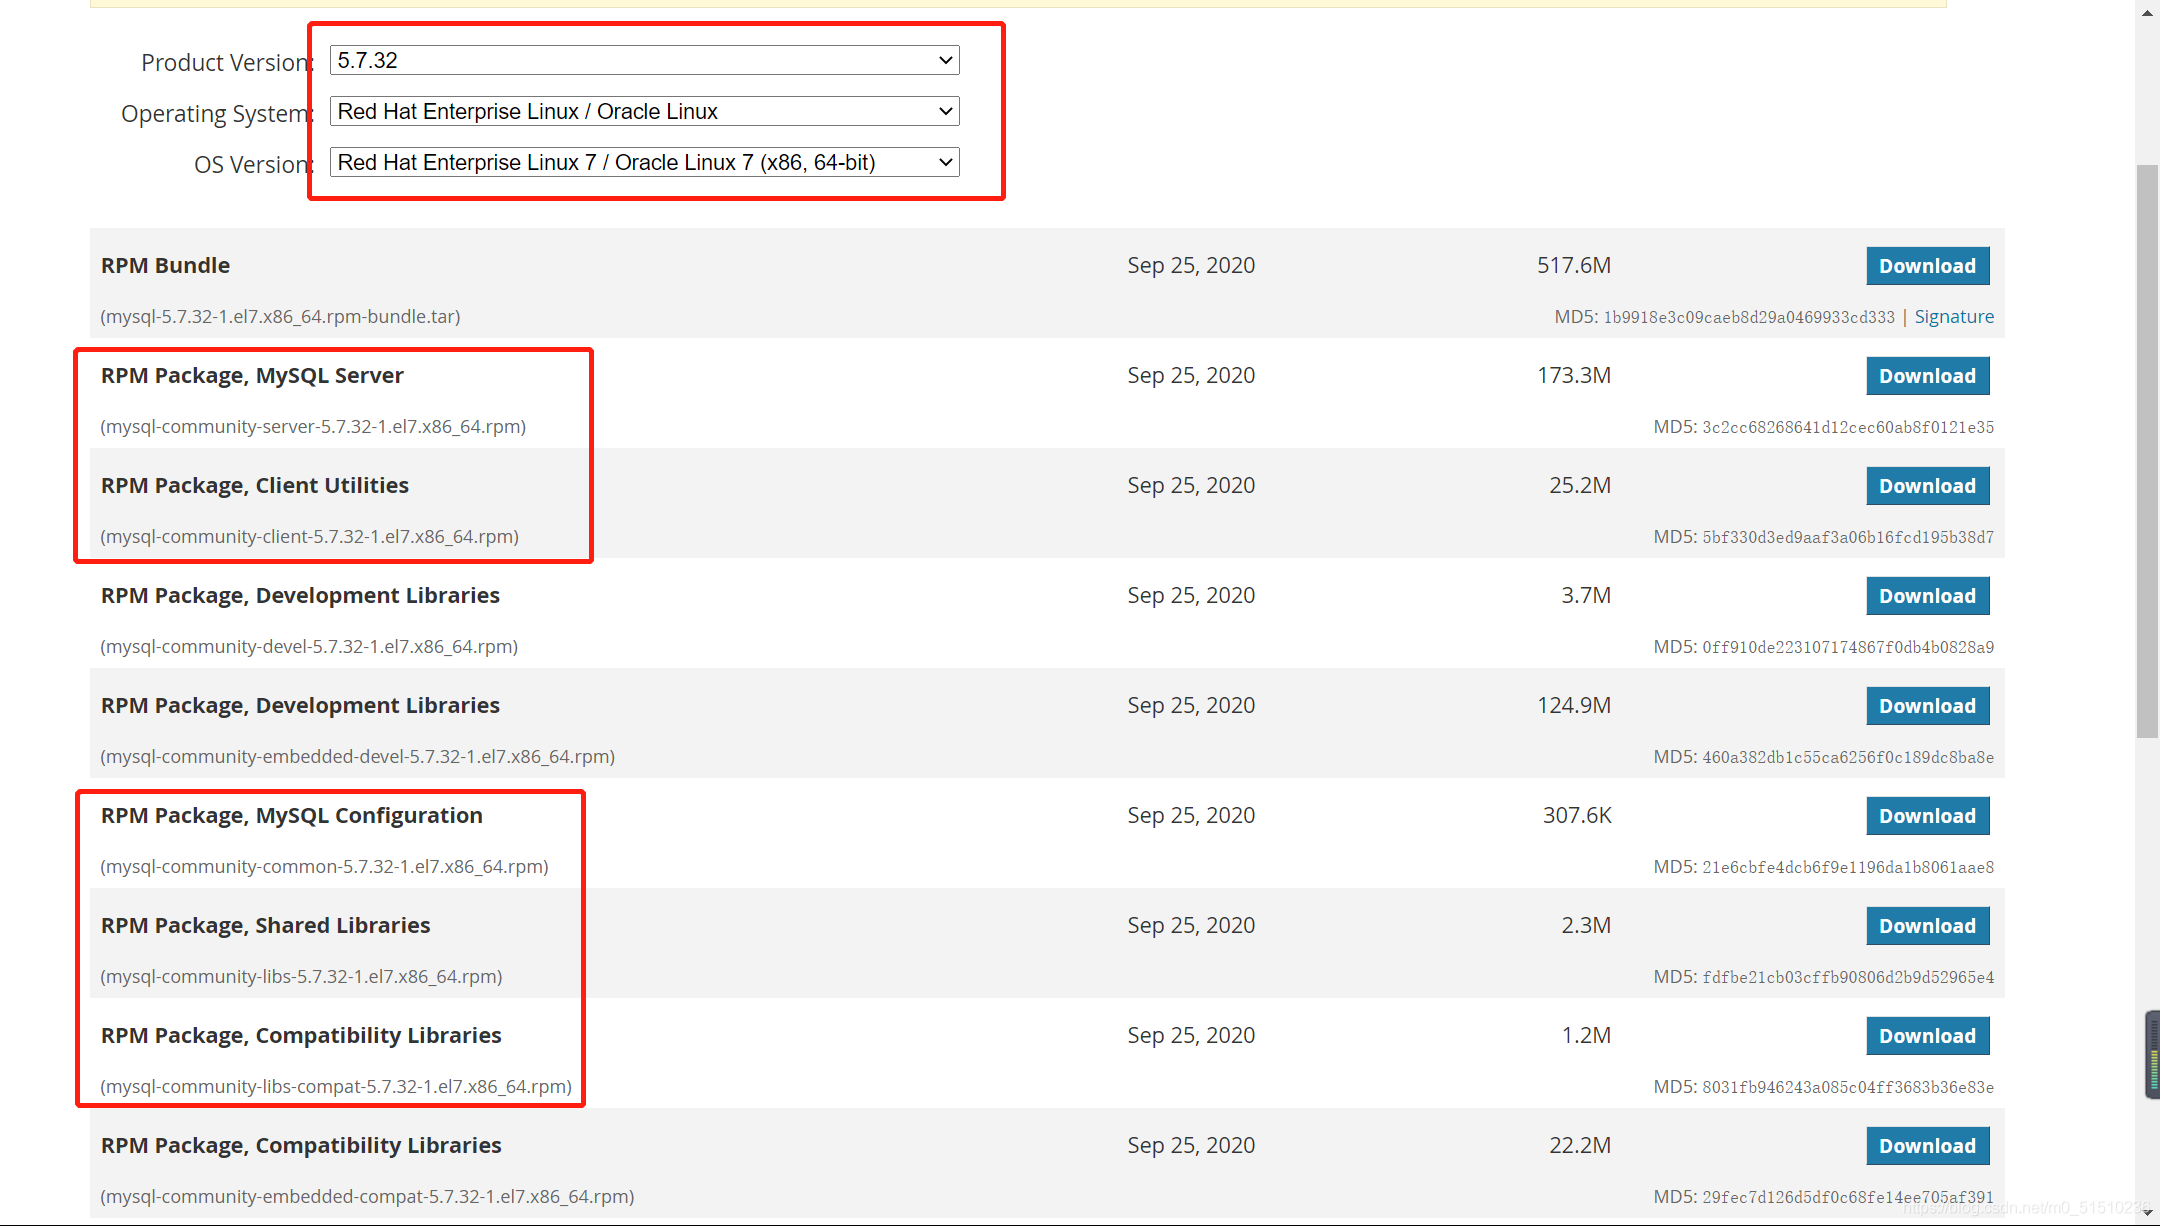 Product Version: 5.7.32
Operating System: Red Hat Enterprise Linux / Oracle Linux
OS Version: Red Hat Enterprise Linux 7 / Oracle Linux 7 (x86, 64-bit)
RPM Bundle Sep 25, 2020 517.6M Download
(mysql-5.7.32-1.el7.x86_64.rpm-bundle.tar) MD5: 1b9918e3c09caeb8d29a0469933cd333 | Signature
RPM Package, MySQL Server Sep 25, 2020 173.3M Download
(mysql-community-server-5.7.32-1.el7.x86_64.rpm) MD5: 3c2cc68268641d12cec60ab8f0121e35
RPM Package, Client Utilities Sep 25, 2020 25.2M Download
(mysql-community-client-5.7.32-1.el7.x86_64.rpm) MD5: 5bf330d3ed9aaf3a06b16fcd195b38d7
RPM Package, Development Libraries Sep 25, 2020 3.7M Download
(mysql-community-devel-5.7.32-1.el7.x86_64.rpm) MD5: 0ff910de223107174867f0db4b0828a9
RPM Package, Development Libraries Sep 25, 2020 124.9M Download
(mysql-community-embedded-devel-5.7.32-1.el7.x86_64.rpm) MD5: 460a382db1c55ca6256f0c189dc8ba8e
RPM Package, MySQL Configuration Sep 25, 2020 307.6K Download
(mysql-community-common-5.7.32-1.el7.x86_64.rpm) MD5: 21e6cbfe4dcb6f9e1196da1b8061aae8
RPM Package, Shared Libraries Sep 25, 2020 2.3M Download
(mysql-community-libs-5.7.32-1.el7.x86_64.rpm) MD5: fdfbe21cb03cffb90806d2b9d52965e4
RPM Package, Compatibility Libraries Sep 25, 2020 1.2M Download
(mysql-community-libs-compat-5.7.32-1.el7.x86_64.rpm) MD5: 8031fb946243a085c04ff3683b36e83e
RPM Package, Compatibility Libraries Sep 25, 2020 22.2M Download
(mysql-community-embedded-compat-5.7.32-1.el7.x86_64.rpm) MD5: 29fec7d126d5df0c68fe14ee705af391